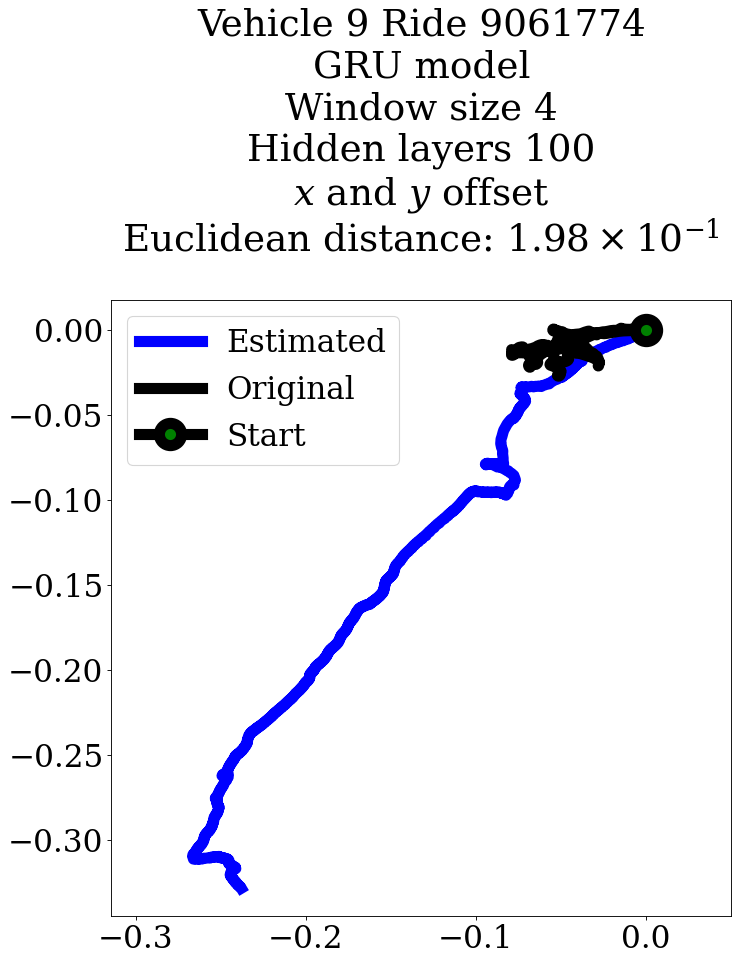 Vehicle 9 Ride 9061774
GRU model
Window size 4
Hidden layers 100
x and y offset
Euclidean distance: 1.98 × 10⁻¹
Estimated
Original
Start
0.00
−0.05
−0.10
−0.15
−0.20
−0.25
−0.30
−0.3 −0.2 −0.1 0.0